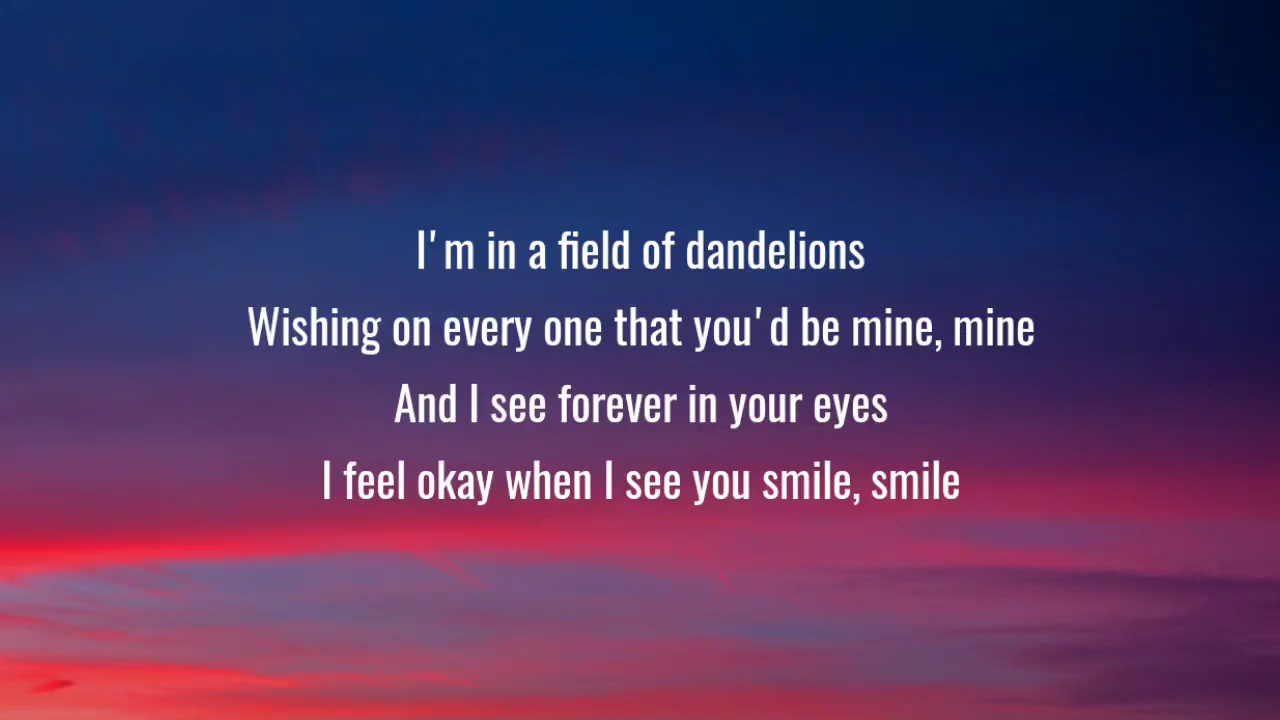 I'm in a field of dandelions
Wishing on every one that you'd be mine, mine
And I see forever in your eyes
I feel okay when I see you smile, smile